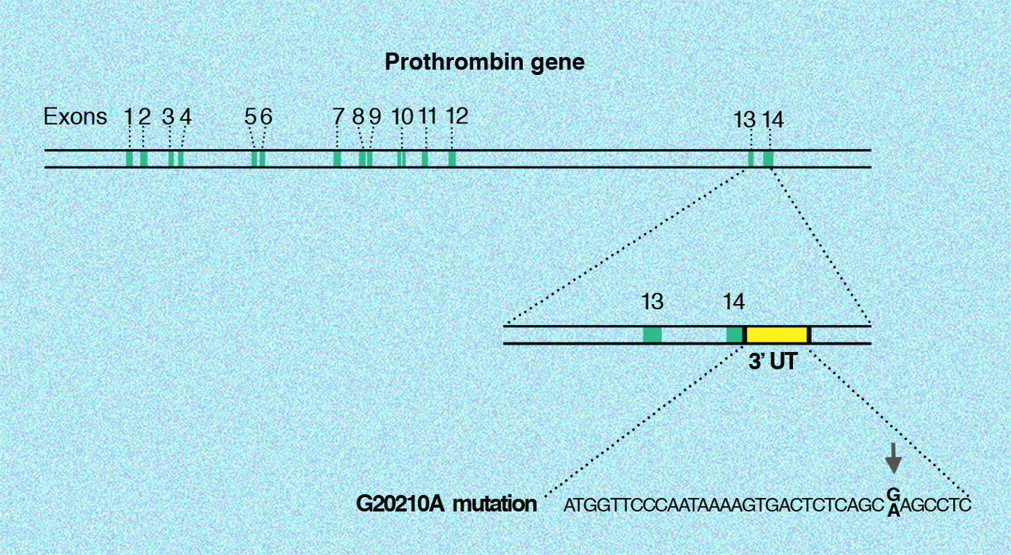 Prothrombin gene
Exons 1 2 3 4 5 6 7 8 9 10 11 12 13 14
13 14
3’ UT
G20210A mutation ATGGTTCCCAATAAAAGTGACTCTCAGC G AAGCCTC
A